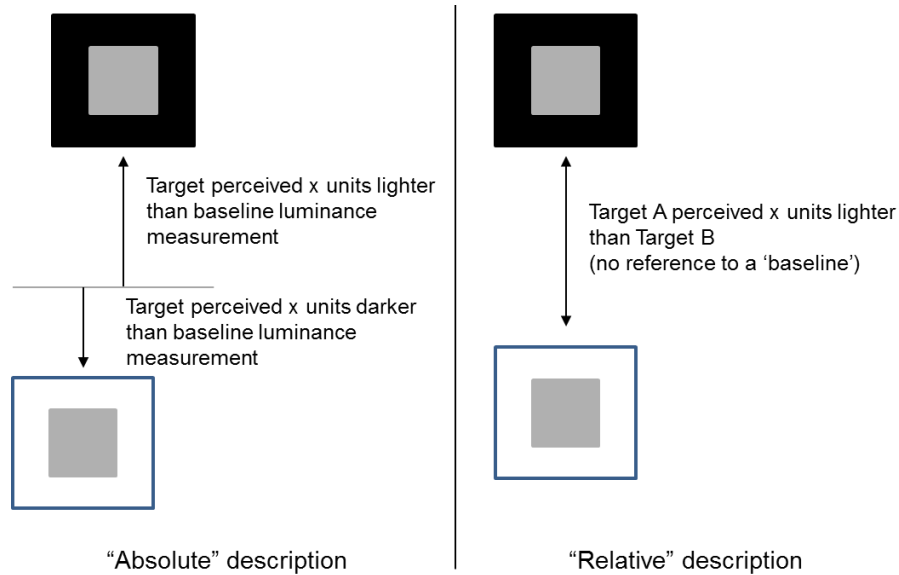 Target perceived x units lighter
than baseline luminance
measurement
Target perceived x units darker
than baseline luminance
measurement
“Absolute” description
Target A perceived x units lighter
than Target B
(no reference to a ‘baseline’)
“Relative” description